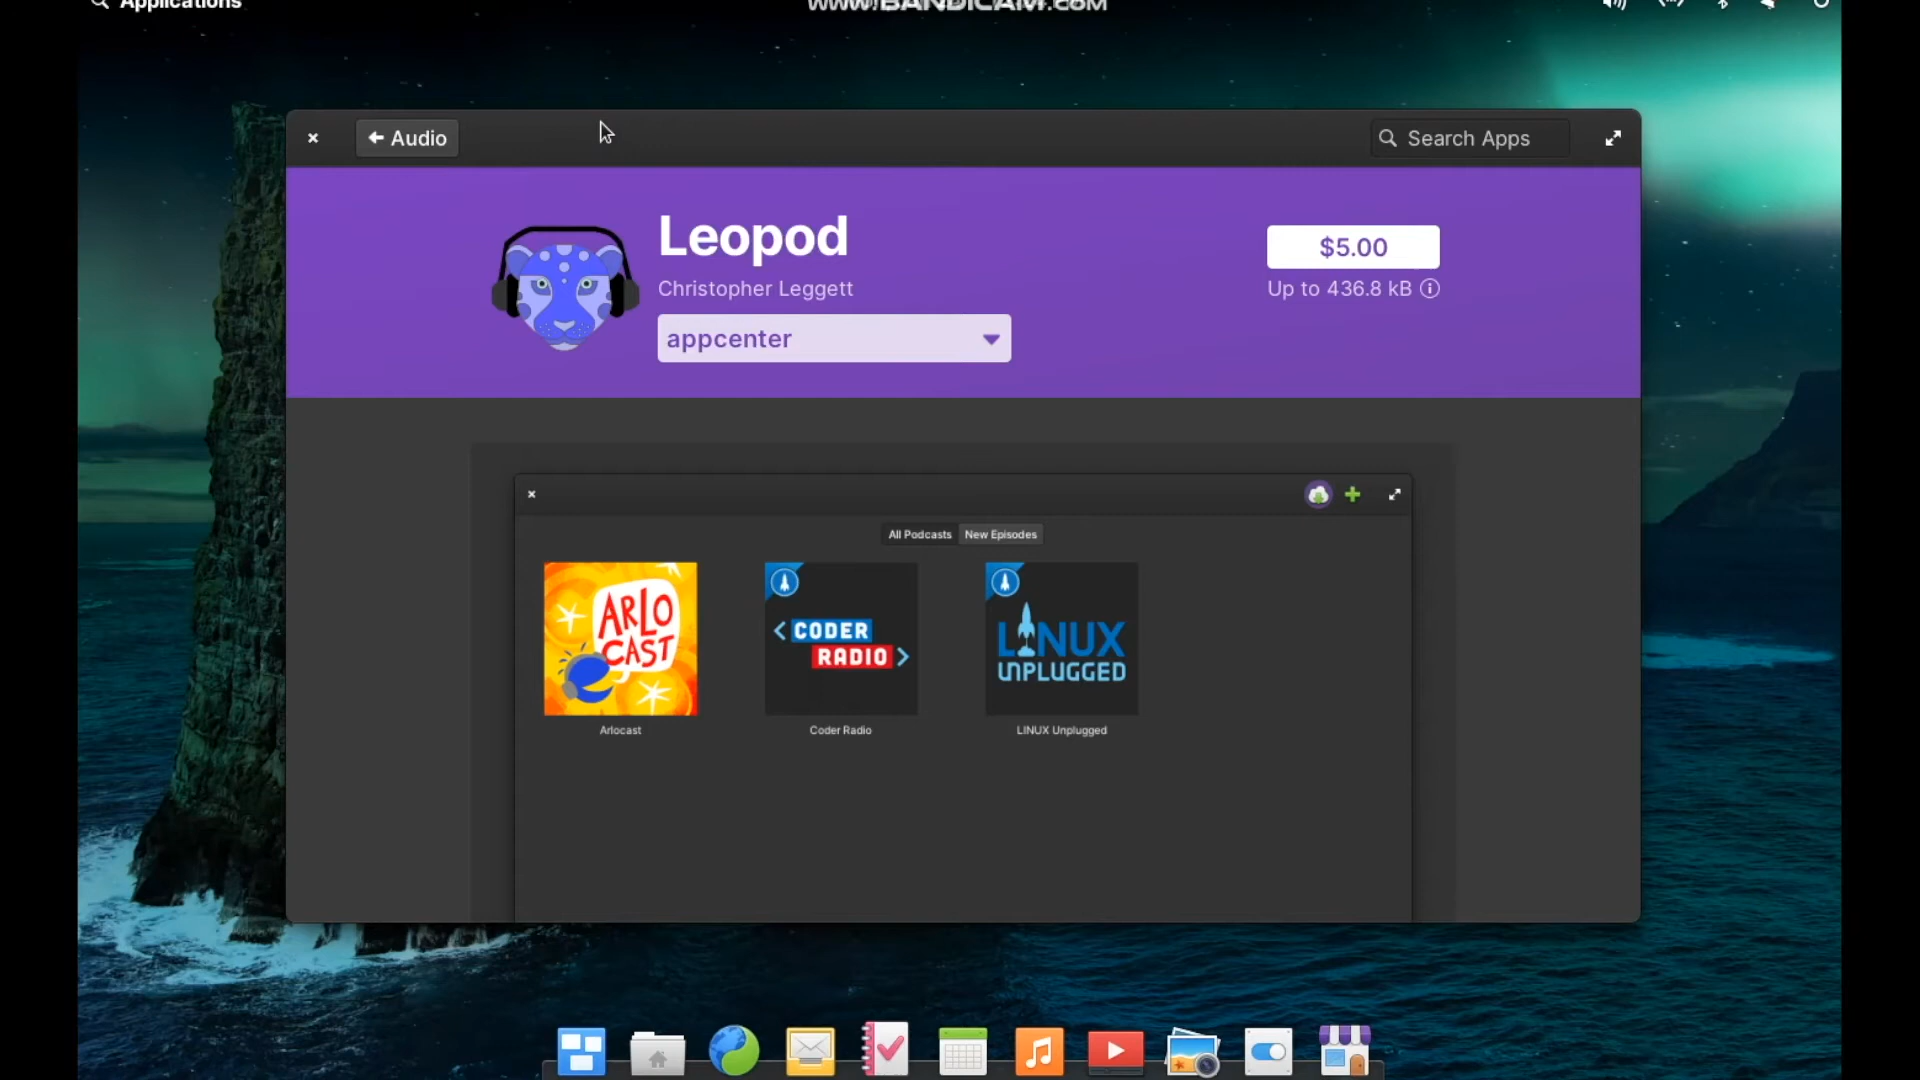 Applications
WWW.BANDICAM.COM
Audio
Search Apps
Leopod
$5.00
Christopher Leggett
Up to 436.8 kB
appcenter
All Podcasts
New Episodes
ARLO
CAST
<CODER
RADIO>
LINUX
UNPLUGGED
Arlocast
Coder Radio
LINUX Unplugged